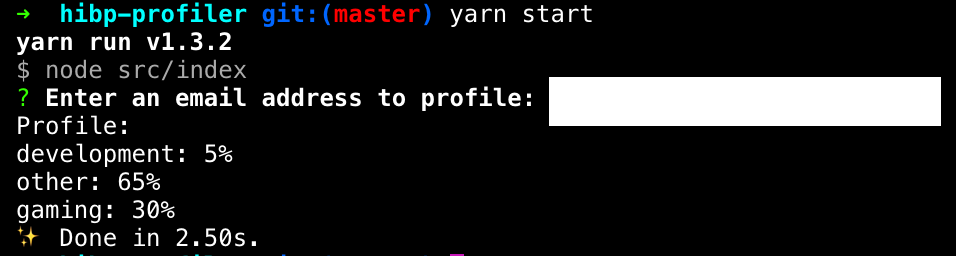 ➜  hibp-profiler git:(master) yarn start
yarn run v1.3.2
$ node src/index
? Enter an email address to profile:
Profile:
development: 5%
other: 65%
gaming: 30%
✨ Done in 2.50s.